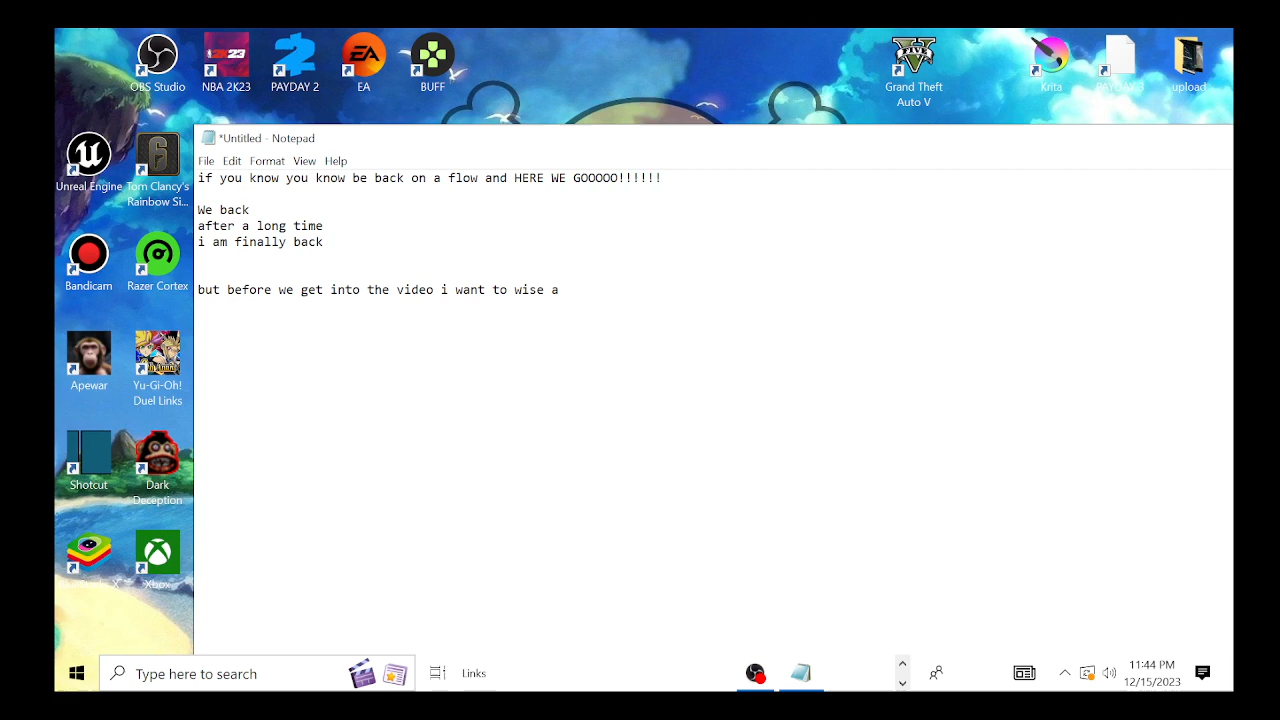 OBS Studio
NBA 2K23
PAYDAY 2
EA
BUFF
Grand Theft
Auto V
Krita
upload
Unreal Engine
Tom Clancy's
Rainbow Si...
*Untitled - Notepad
File Edit Format View Help
if you know you know be back on a flow and HERE WE GOOOOO!!!!!!
We back
after a long time
i am finally back
but before we get into the video i want to wise a
Bandicam
Razer Cortex
Apewar
Yu-Gi-Oh!
Duel Links
Shotcut
Dark
Deception
Xbox
Type here to search
Links
11:44 PM
12/15/2023